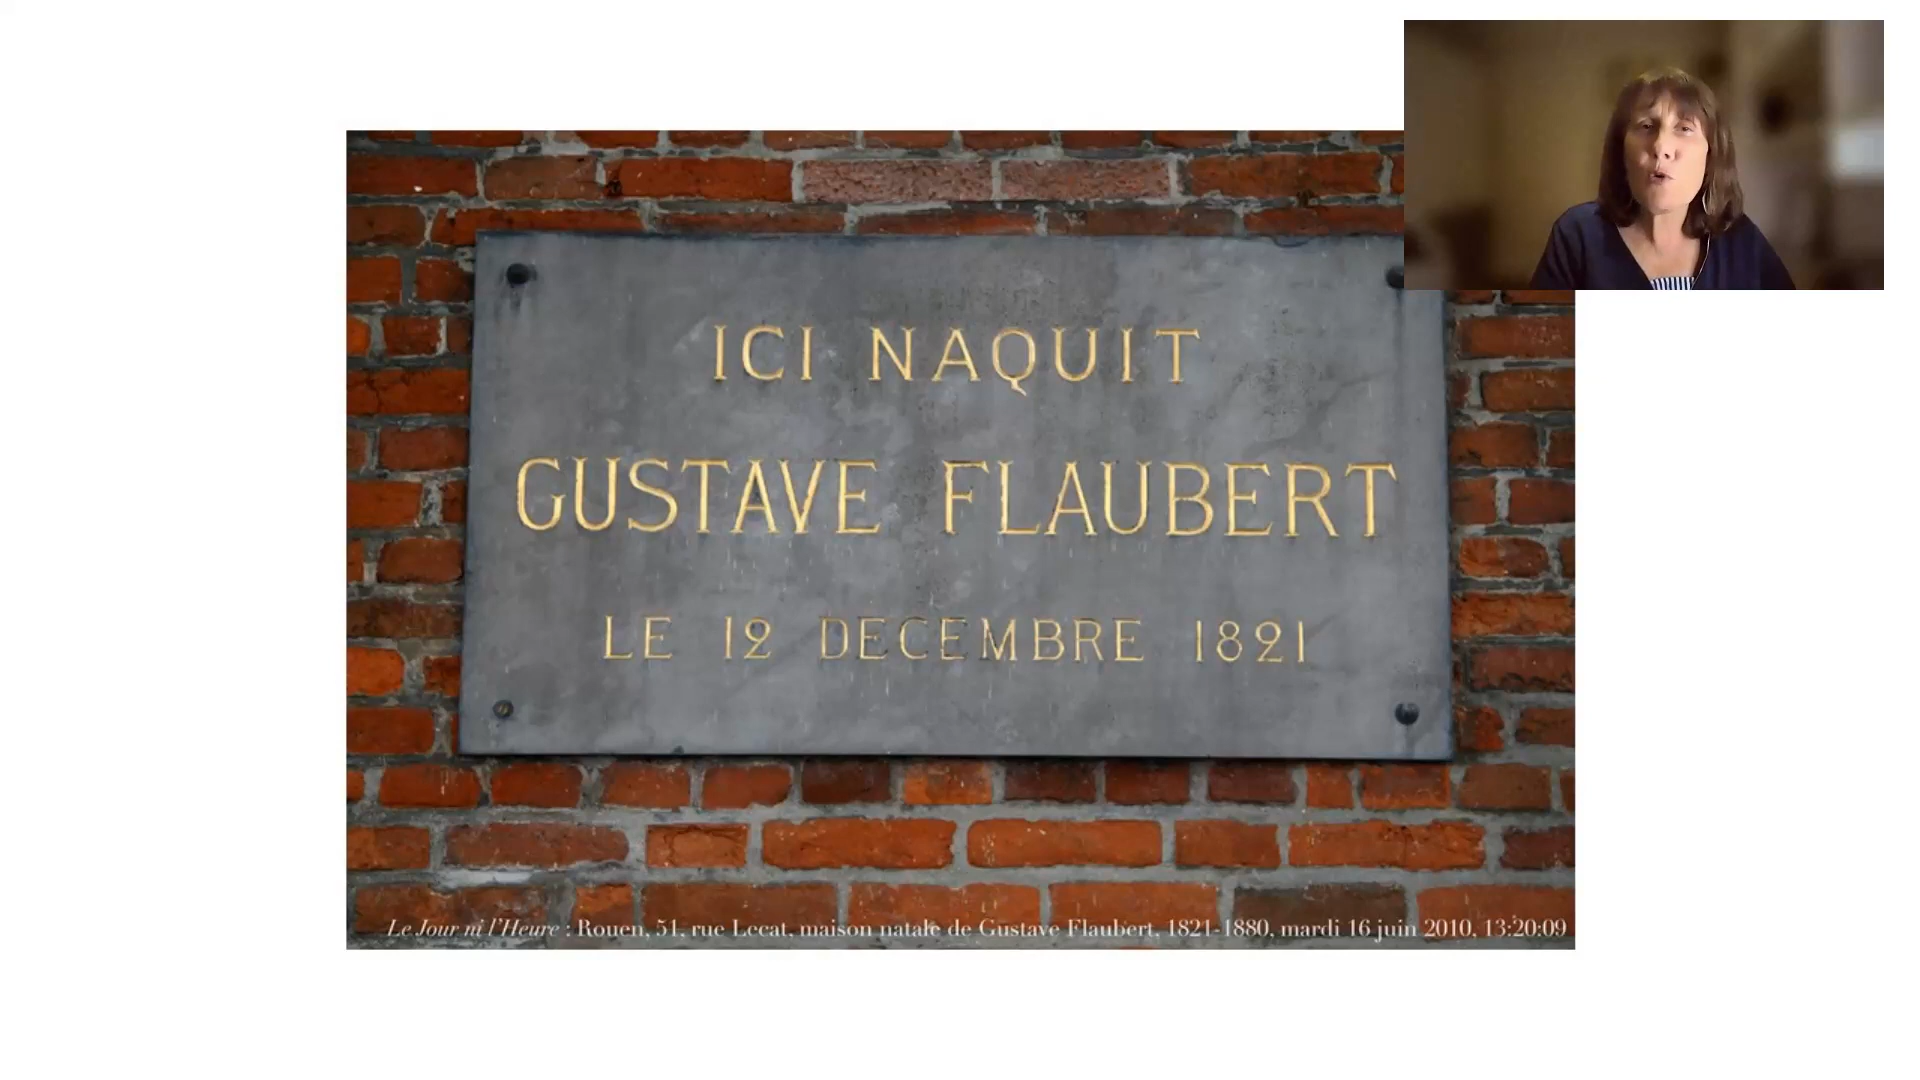 ICI NAQUIT
GUSTAVE FLAUBERT
LE 12 DECEMBRE 1821
Le Jour ni l'Heure : Rouen, 51, rue Lecat, maison natale de Gustave Flaubert, 1821-1880, mardi 16 juin 2010, 13:20:09